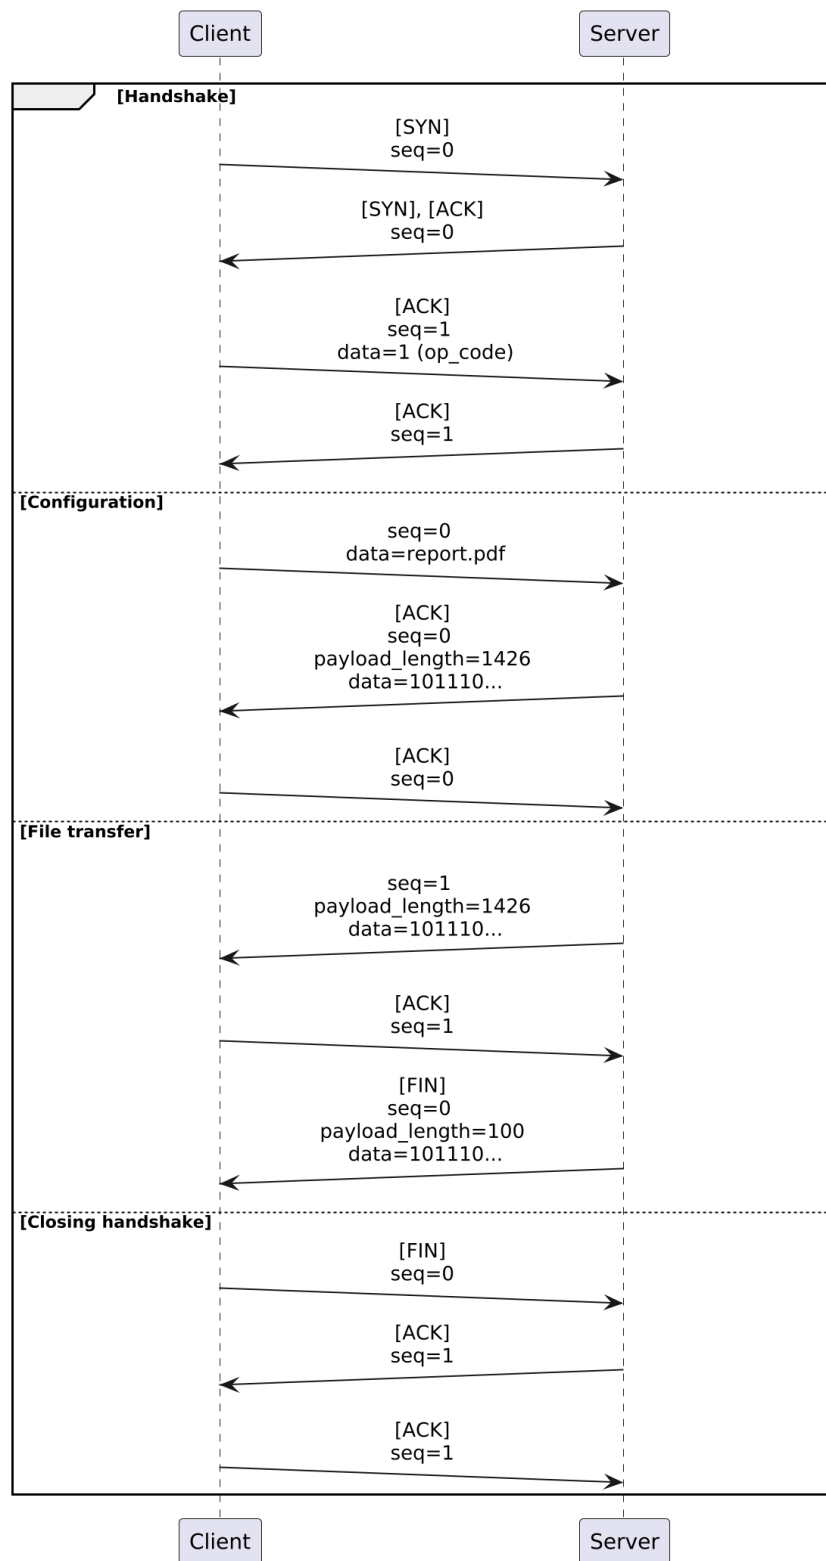 Client
Server
[Handshake]
[SYN]
seq=0
[SYN], [ACK]
seq=0
[ACK]
seq=1
data=1 (op_code)
[ACK]
seq=1
[Configuration]
seq=0
data=report.pdf
[ACK]
seq=0
payload_length=1426
data=101110...
[ACK]
seq=0
[File transfer]
seq=1
payload_length=1426
data=101110...
[ACK]
seq=1
[FIN]
seq=0
payload_length=100
data=101110...
[Closing handshake]
[FIN]
seq=0
[ACK]
seq=1
[ACK]
seq=1
Client
Server